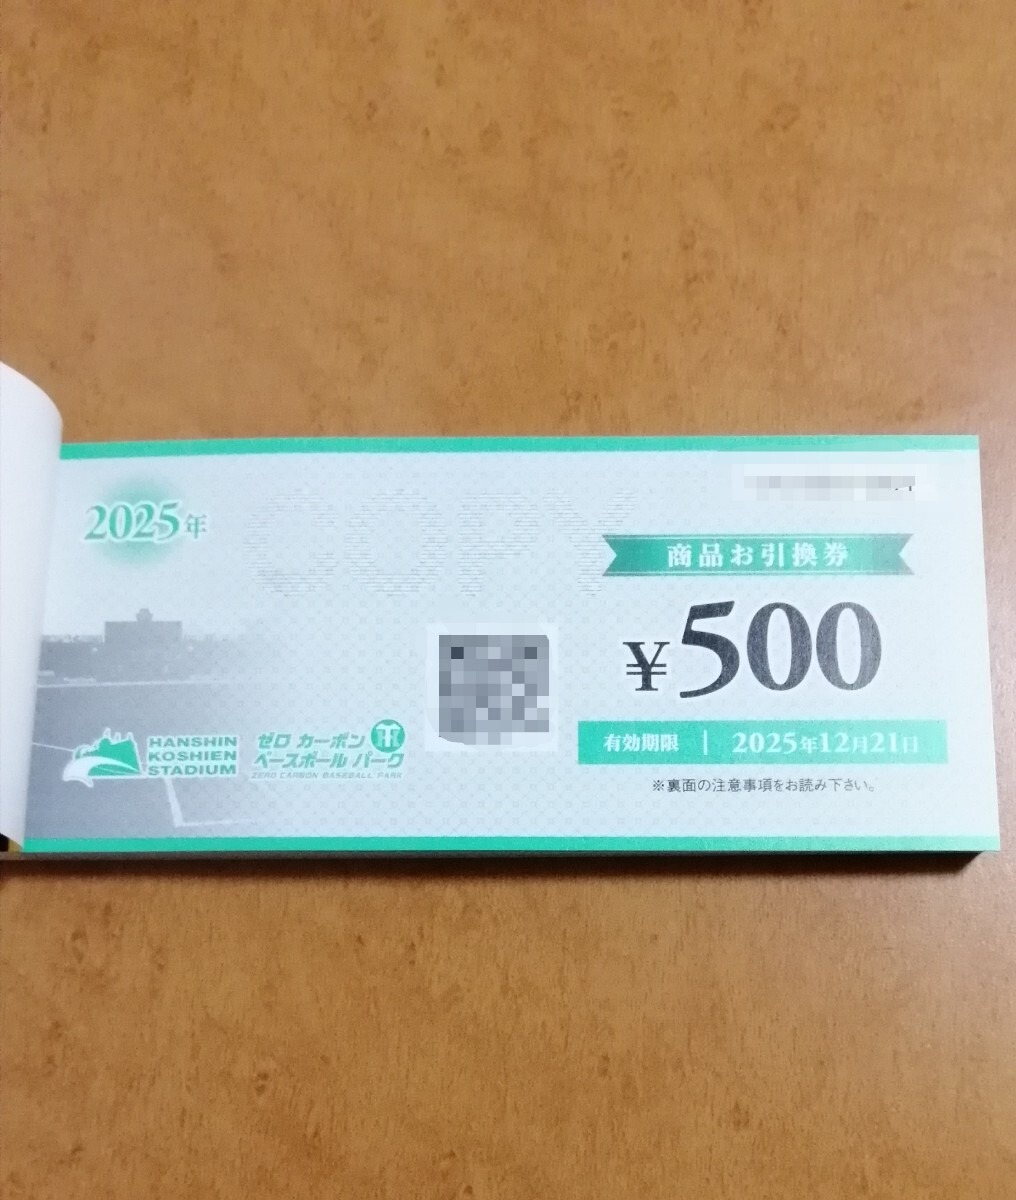 2025年
COPY
商品お引換券
¥500
HANSHIN
KOSHIEN
STADIUM
ゼロ カーボン
ベースボール パーク
ZERO CARBON BASEBALL PARK
有効期限 | 2025年12月21日
※裏面の注意事項をお読み下さい。